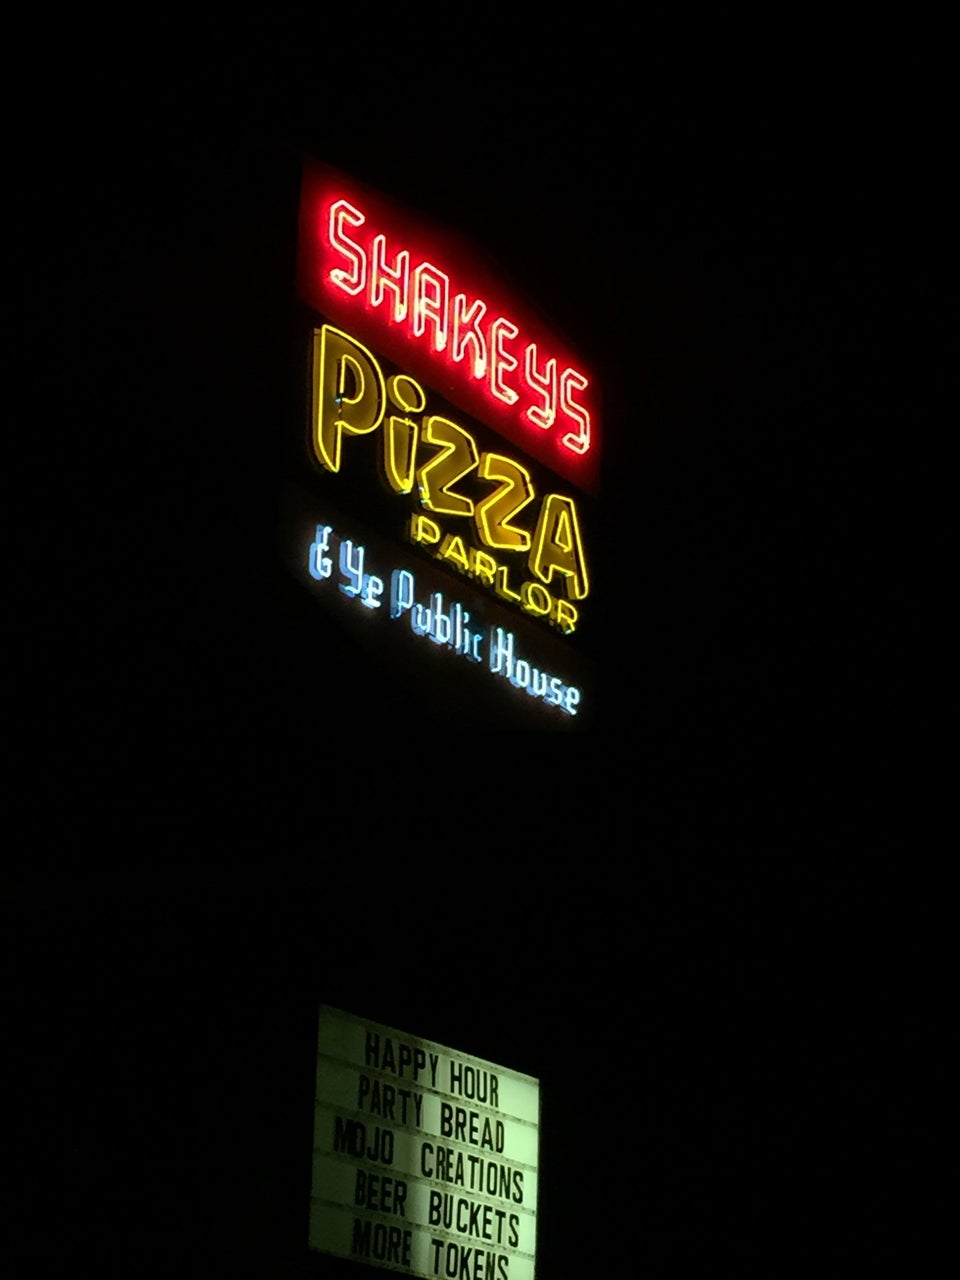 SHAKEYS
PiZZA
PARLOR
& Ye Public House
HAPPY HOUR
PARTY BREAD
MOJO CREATIONS
BEER BUCKETS
MORE TOKENS